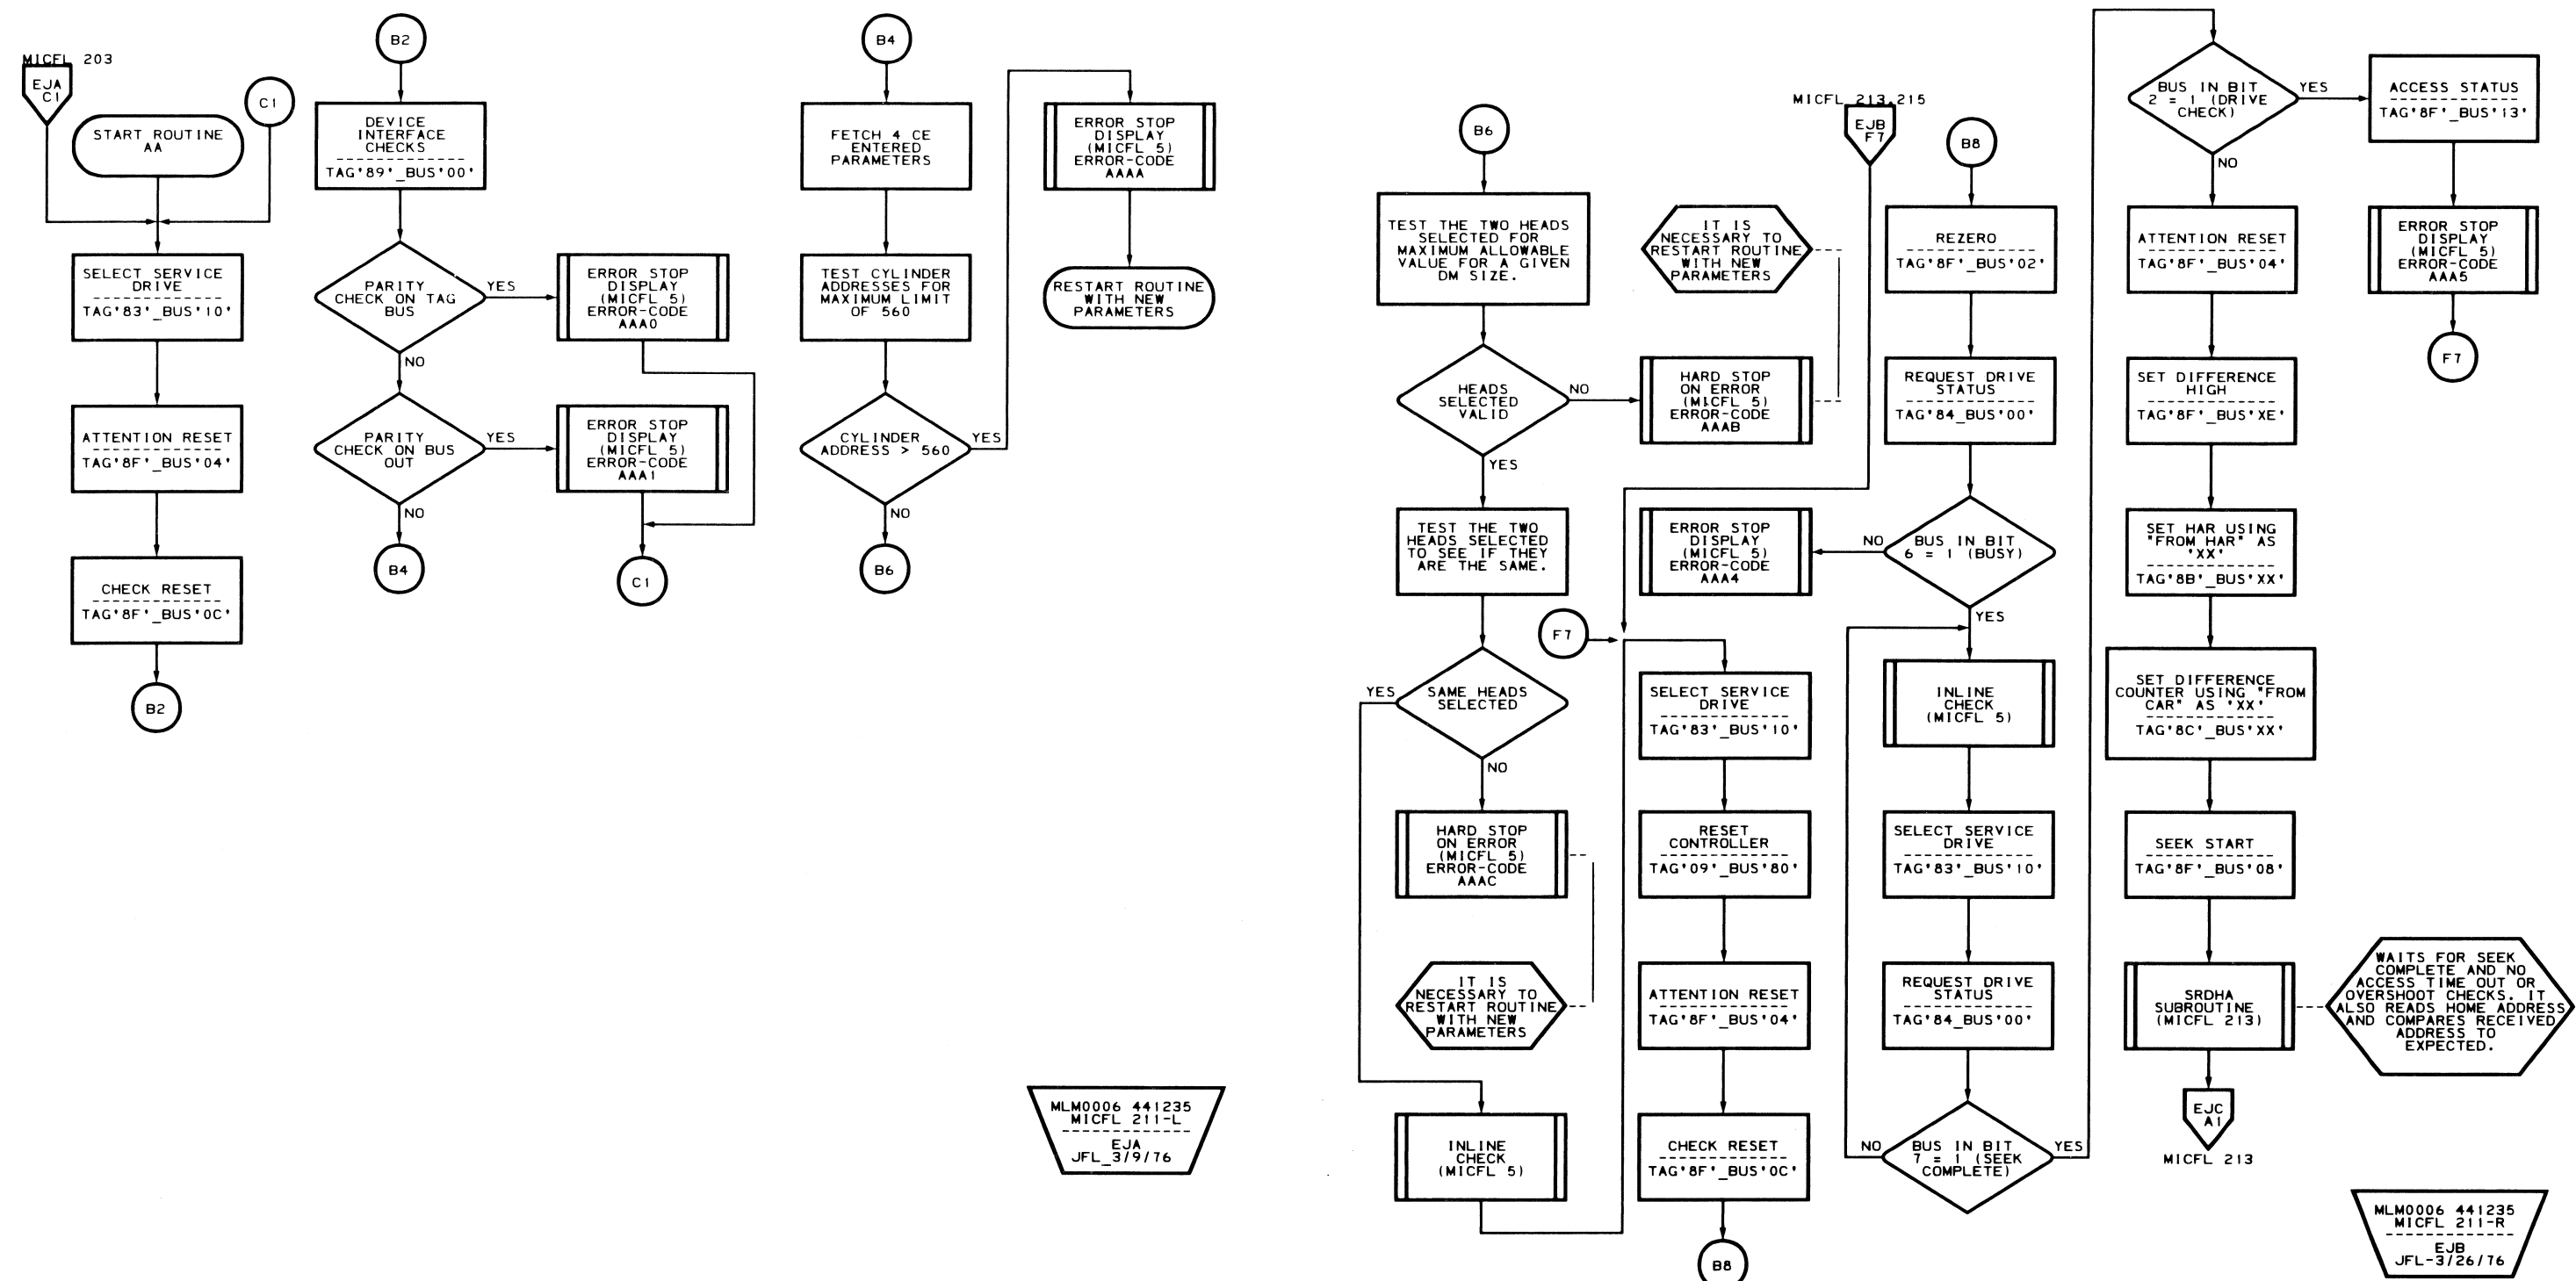 MICFL 203
EJA
C1
START ROUTINE
AA
C1
SELECT SERVICE
DRIVE
TAG'83'_BUS'10'
ATTENTION RESET
TAG'8F'_BUS'04'
CHECK RESET
TAG'8F'_BUS'0C'
B2
B2
DEVICE
INTERFACE
CHECKS
TAG'89'_BUS'00'
PARITY
CHECK ON TAG
BUS
YES
NO
ERROR STOP
DISPLAY
(MICFL 5)
ERROR-CODE
AAA0
PARITY
CHECK ON BUS
OUT
YES
NO
ERROR STOP
DISPLAY
(MICFL 5)
ERROR-CODE
AAA1
B4
C1
B4
FETCH 4 CE
ENTERED
PARAMETERS
TEST CYLINDER
ADDRESSES FOR
MAXIMUM LIMIT
OF 560
CYLINDER
ADDRESS > 560
YES
NO
B6
ERROR STOP
DISPLAY
(MICFL 5)
ERROR-CODE
AAAA
RESTART ROUTINE
WITH NEW
PARAMETERS
MLM0006 441235
MICFL 211-L
EJA
JFL_3/9/76
B6
TEST THE TWO HEADS
SELECTED FOR
MAXIMUM ALLOWABLE
VALUE FOR A GIVEN
DM SIZE.
HEADS
SELECTED
VALID
NO
YES
IT IS
NECESSARY TO
RESTART ROUTINE
WITH NEW
PARAMETERS
HARD STOP
ON ERROR
(MICFL 5)
ERROR-CODE
AAAB
TEST THE TWO
HEADS SELECTED
TO SEE IF THEY
ARE THE SAME.
SAME HEADS
SELECTED
YES
NO
HARD STOP
ON ERROR
(MICFL 5)
ERROR-CODE
AAAC
IT IS
NECESSARY TO
RESTART ROUTINE
WITH NEW
PARAMETERS
INLINE
CHECK
(MICFL 5)
MICFL 213,215
EJB
F7
F7
SELECT SERVICE
DRIVE
TAG'83'_BUS'10'
RESET
CONTROLLER
TAG'09'_BUS'80'
ATTENTION RESET
TAG'8F'_BUS'04'
CHECK RESET
TAG'8F'_BUS'0C'
B8
B8
REZERO
TAG'8F'_BUS'02'
REQUEST DRIVE
STATUS
TAG'84_BUS'00'
BUS IN BIT
6 = 1 (BUSY)
NO
YES
ERROR STOP
DISPLAY
(MICFL 5)
ERROR-CODE
AAA4
INLINE
CHECK
(MICFL 5)
SELECT SERVICE
DRIVE
TAG'83'_BUS'10'
REQUEST DRIVE
STATUS
TAG'84_BUS'00'
BUS IN BIT
7 = 1 (SEEK
COMPLETE)
NO
YES
BUS IN BIT
2 = 1 (DRIVE
CHECK)
YES
NO
ACCESS STATUS
TAG'8F'_BUS'13'
ERROR STOP
DISPLAY
(MICFL 5)
ERROR-CODE
AAA5
F7
ATTENTION RESET
TAG'8F'_BUS'04'
SET DIFFERENCE
HIGH
TAG'8F'_BUS'XE'
SET HAR USING
"FROM HAR" AS
'XX'
TAG'8B'_BUS'XX'
SET DIFFERENCE
COUNTER USING "FROM
CAR" AS 'XX'
TAG'8C'_BUS'XX'
SEEK START
TAG'8F'_BUS'08'
SRDHA
SUBROUTINE
(MICFL 213)
WAITS FOR SEEK
COMPLETE AND NO
ACCESS TIME OUT OR
OVERSHOOT CHECKS. IT
ALSO READS HOME ADDRESS
AND COMPARES RECEIVED
ADDRESS TO
EXPECTED.
EJC
A1
MICFL 213
MLM0006 441235
MICFL 211-R
EJB
JFL-3/26/76